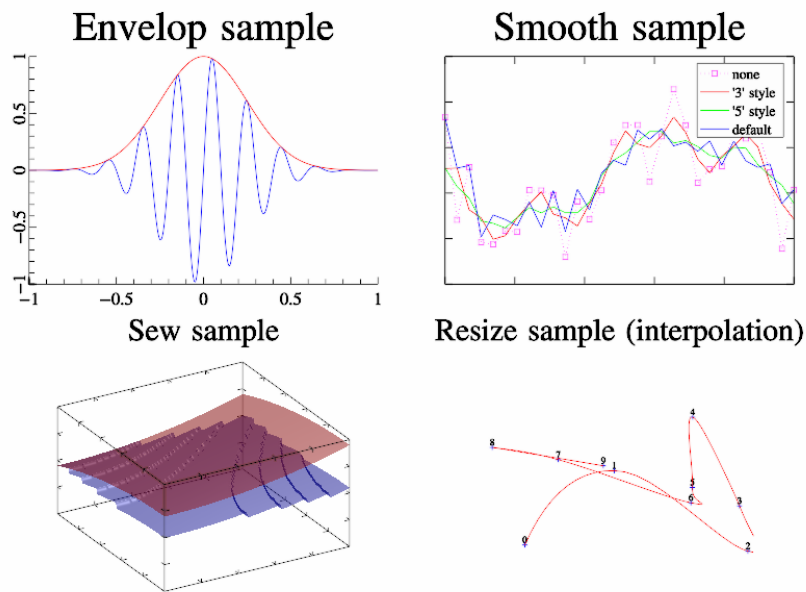 Envelop sample
Smooth sample
1
0.5
0
−0.5
−1
−1
−0.5
0
0.5
1
none
'3' style
'5' style
default
Sew sample
Resize sample (interpolation)
4
8
7
9
1
5
6
3
0
2